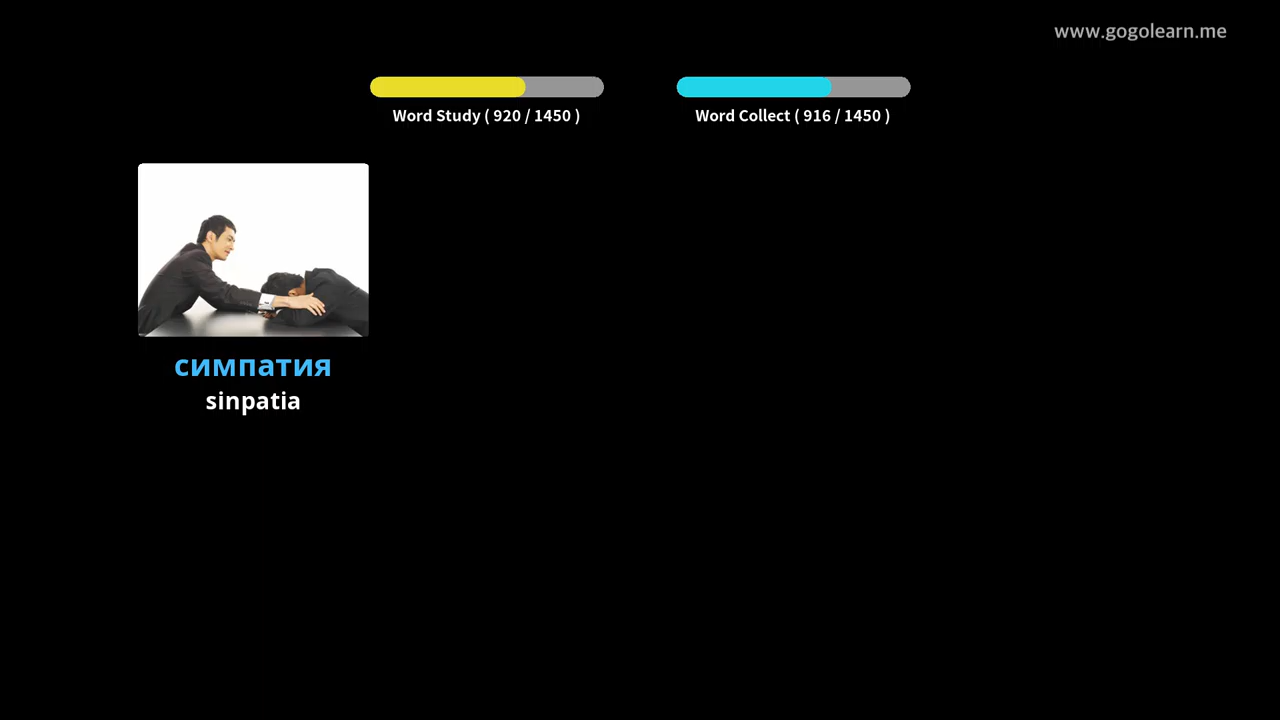 www.gogolearn.me
Word Study ( 920 / 1450 )
Word Collect ( 916 / 1450 )
симпатия
sinpatia